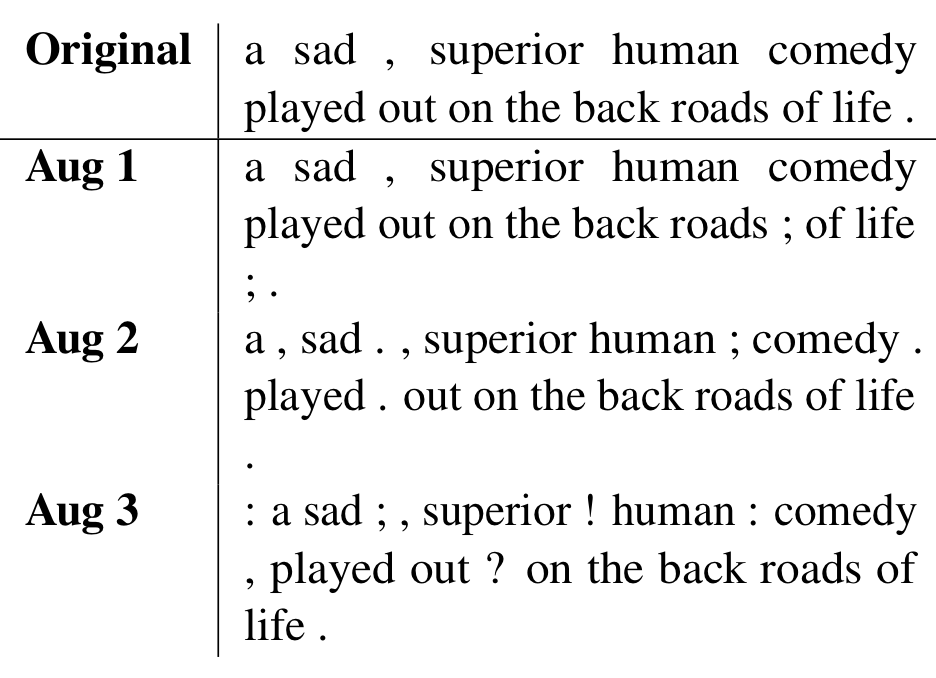 Original a sad , superior human comedy
played out on the back roads of life .
Aug 1 a sad , superior human comedy
played out on the back roads ; of life
; .
Aug 2 a , sad . , superior human ; comedy .
played . out on the back roads of life
.
Aug 3 : a sad ; , superior ! human : comedy
, played out ? on the back roads of
life .